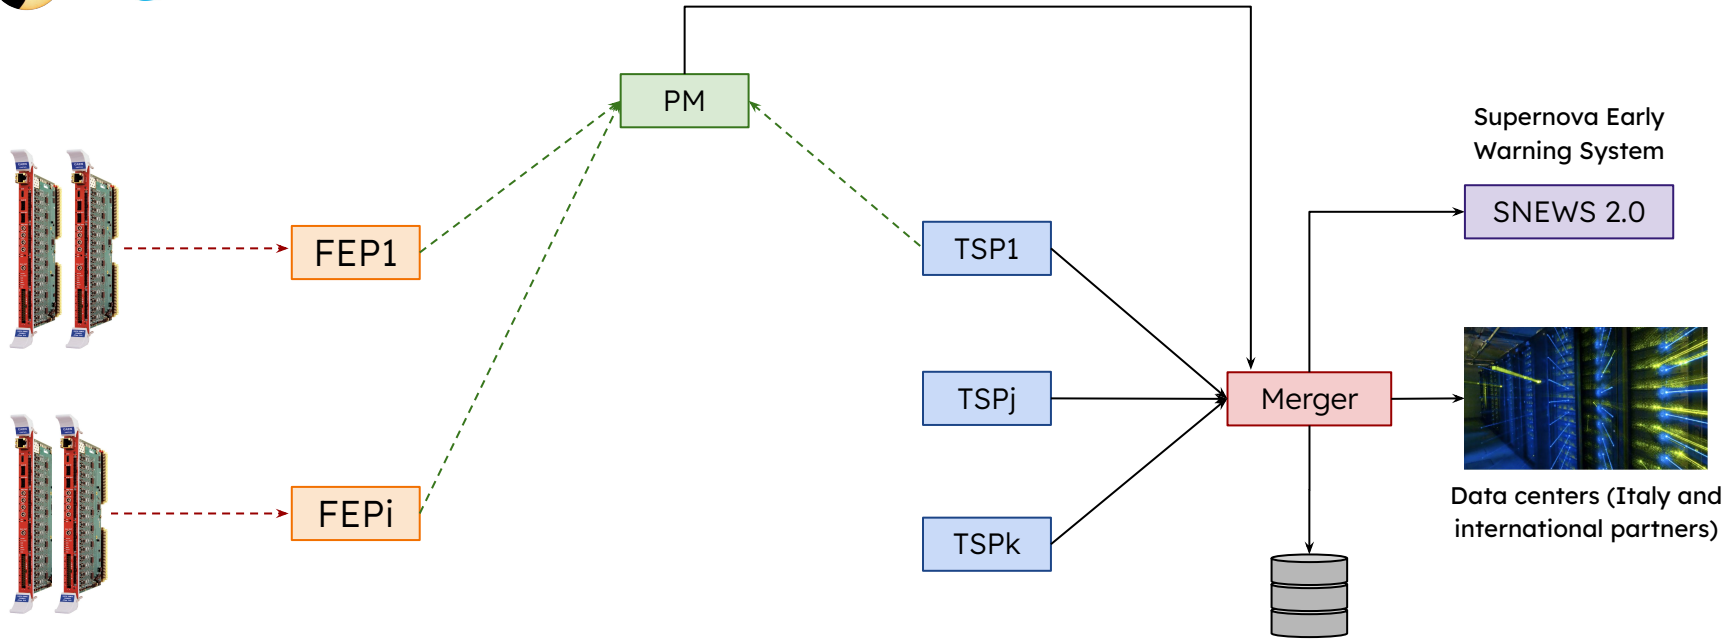 PM
Supernova Early
Warning System
SNEWS 2.0
FEP1
TSP1
TSPj
Merger
FEPi
TSPk
Data centers (Italy and
international partners)